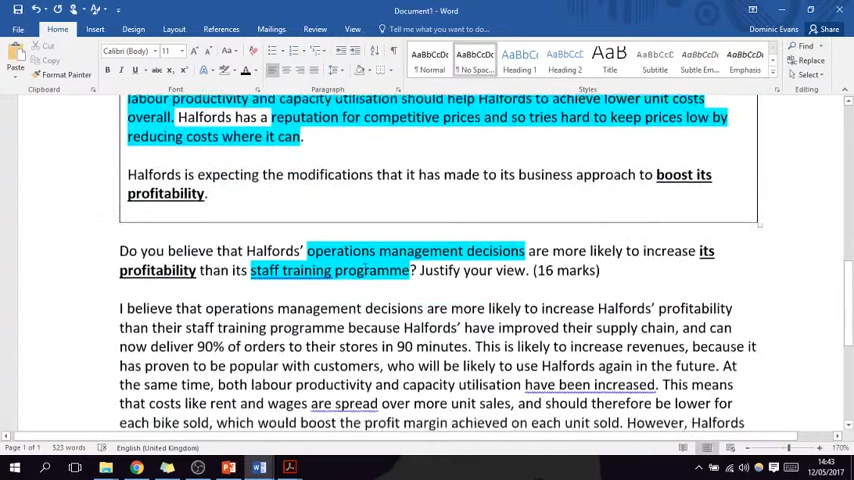 Document1 - Word
Dominic Evans
Share
File
Home
Insert
Design
Layout
References
Mailings
Review
View
Tell me what you want to do
Cut
Copy
Format Painter
Paste
Clipboard
Calibri (Body)
11
Font
Paragraph
AaBbCcDc
¶ Normal
AaBbCcDc
¶ No Spac...
AaBbCc
Heading 1
AaBbCcC
Heading 2
AaB
Title
AaBbCcC
Subtitle
AaBbCcDc
Subtle Em...
AaBbCcDc
Emphasis
Styles
Find
Replace
Select
Editing
labour productivity and capacity utilisation should help Halfords to achieve lower unit costs
overall. Halfords has a reputation for competitive prices and so tries hard to keep prices low by
reducing costs where it can.
Halfords is expecting the modifications that it has made to its business approach to boost its
profitability.
Do you believe that Halfords’ operations management decisions are more likely to increase its
profitability than its staff training programme? Justify your view. (16 marks)
I believe that operations management decisions are more likely to increase Halfords’ profitability
than their staff training programme because Halfords’ have improved their supply chain, and can
now deliver 90% of orders to their stores in 90 minutes. This is likely to increase revenues, because it
has proven to be popular with customers, who will be likely to use Halfords again in the future. At
the same time, both labour productivity and capacity utilisation have been increased. This means
that costs like rent and wages are spread over more unit sales, and should therefore be lower for
each bike sold, which would boost the profit margin achieved on each unit sold. However, Halfords
Page 1 of 1
523 words
English (United Kingdom)
170%
14:43
12/05/2017